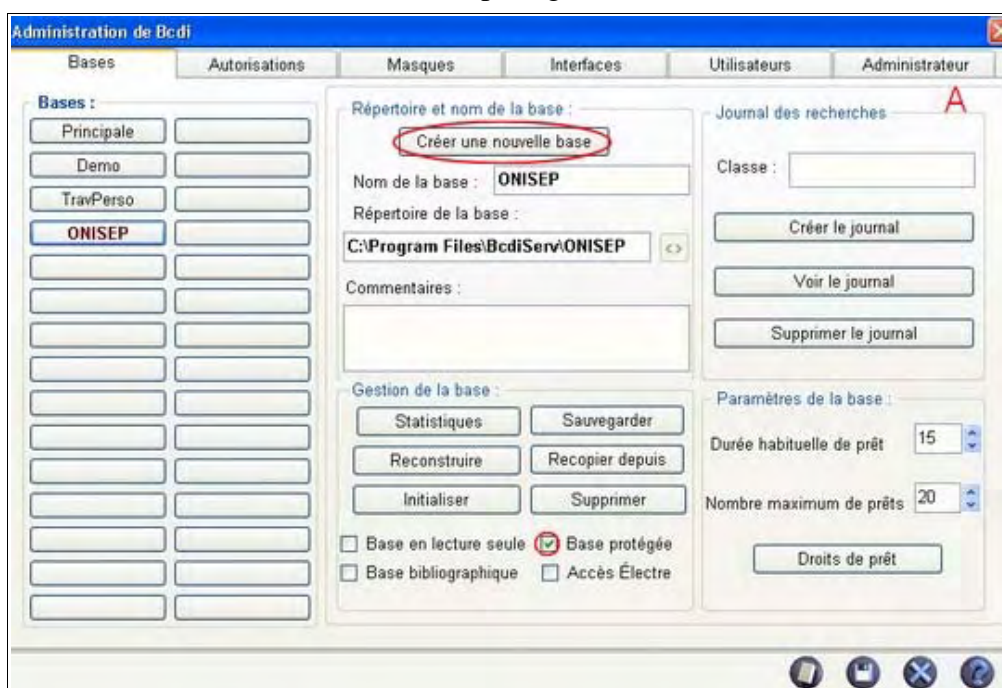 Administration de Bcdi
Bases Autorisations Masques Interfaces Utilisateurs Administrateur
Bases :
Principale
Demo
TravPerso
ONISEP
Répertoire et nom de la base :
Créer une nouvelle base
Nom de la base : ONISEP
Répertoire de la base :
C:\Program Files\BcdiServ\ONISEP <>
Commentaires :
Gestion de la base :
Statistiques Sauvegarder
Reconstruire Recopier depuis
Initialiser Supprimer
Base en lecture seule Base protégée
Base bibliographique Accès Électre
Journal des recherches A
Classe :
Créer le journal
Voir le journal
Supprimer le journal
Paramètres de la base :
Durée habituelle de prêt 15
Nombre maximum de prêts 20
Droits de prêt
?